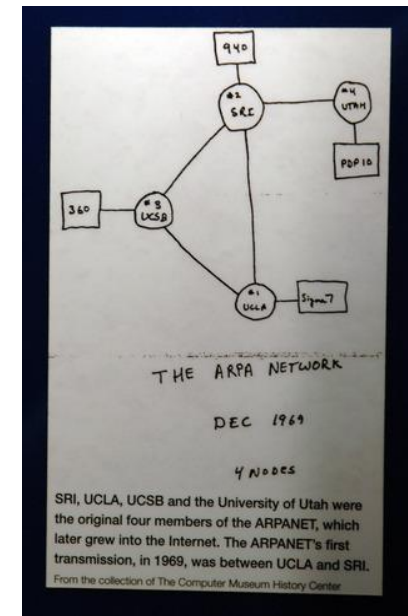 940
#2
SRI
#4
UTAH
PDP 10
360
#3
UCSB
#1
UCLA
Sigma 7
THE ARPA NETWORK
DEC 1969
4 NODES
SRI, UCLA, UCSB and the University of Utah were
the original four members of the ARPANET, which
later grew into the Internet. The ARPANET's first
transmission, in 1969, was between UCLA and SRI.
From the collection of The Computer Museum History Center